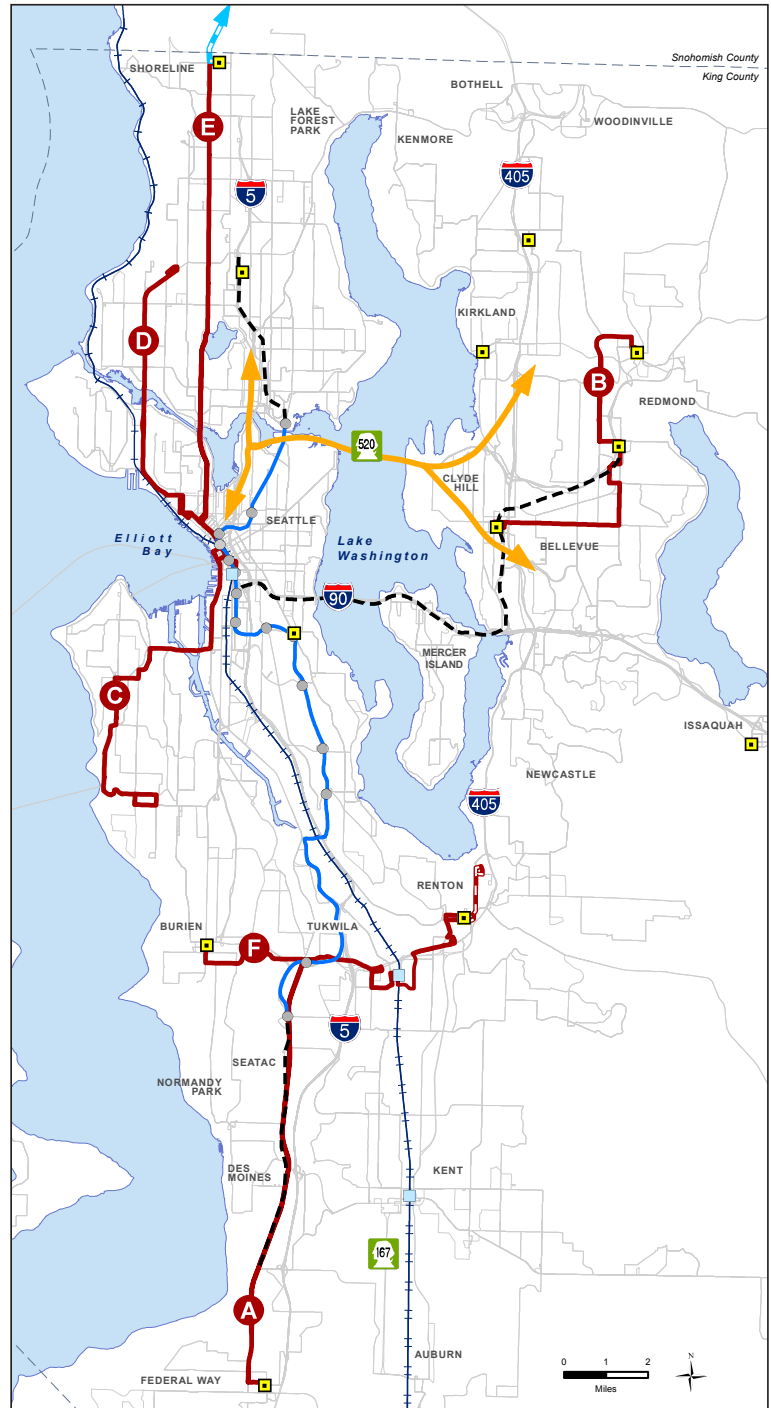 Snohomish County
King County
SHORELINE
BOTHELL
LAKE
FOREST
PARK
WOODINVILLE
E
KENMORE
405
5
KIRKLAND
D
B
REDMOND
520
CLYDE
HILL
SEATTLE
Elliott
Bay
Lake
Washington
BELLEVUE
90
MERCER
ISLAND
C
ISSAQUAH
NEWCASTLE
405
RENTON
BURIEN
TUKWILA
F
5
SEATAC
NORMANDY
PARK
DES
MOINES
KENT
167
A
AUBURN
FEDERAL WAY
0 1 2
Miles
N